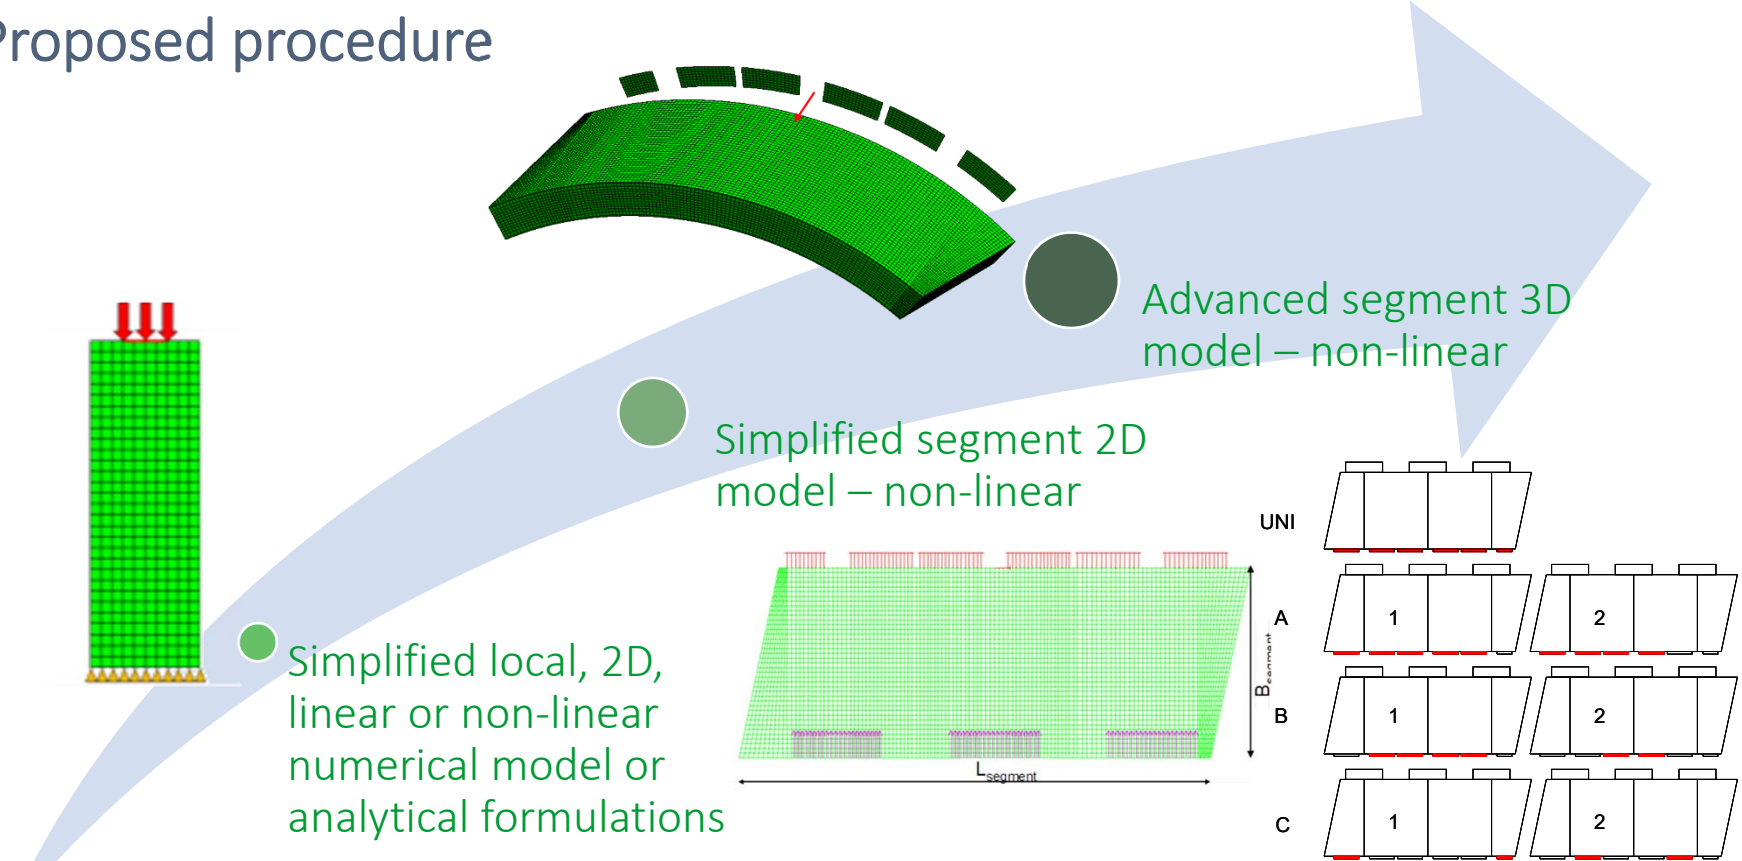 Proposed procedure
Advanced segment 3D
model – non-linear
Simplified segment 2D
model – non-linear
Simplified local, 2D,
linear or non-linear
numerical model or
analytical formulations
Lsegment
Bsegment
UNI
A
1
2
B
1
2
C
1
2